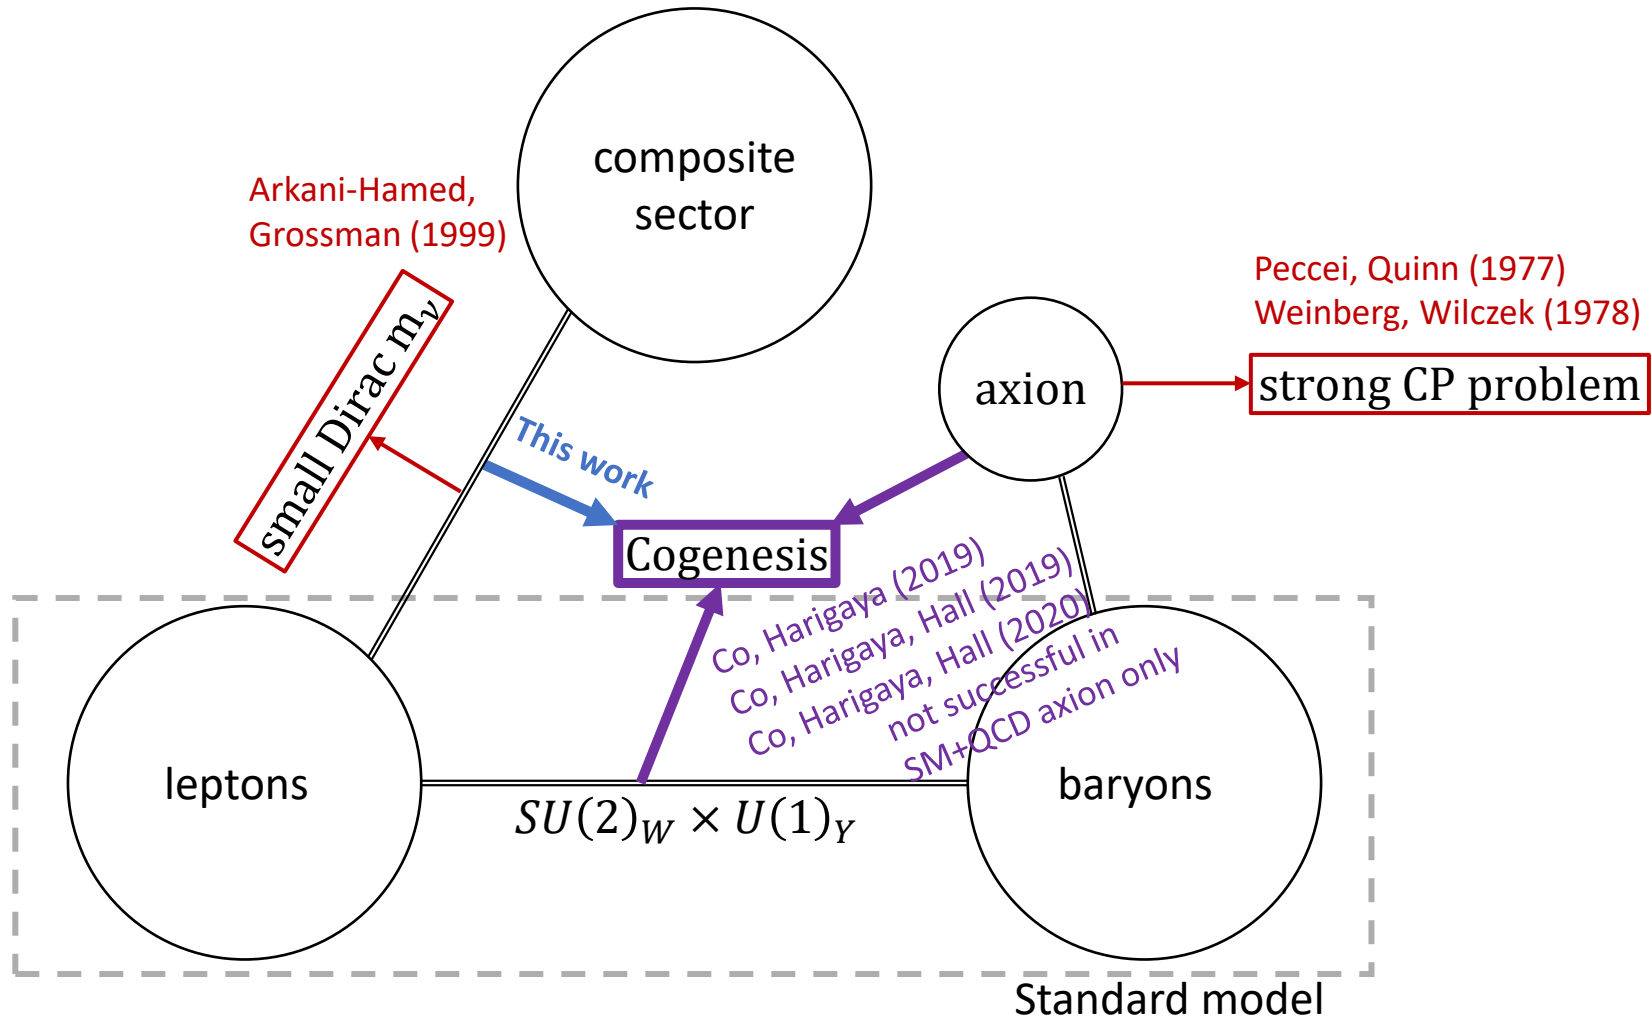 composite
sector
Arkani-Hamed,
Grossman (1999)
Peccei, Quinn (1977)
Weinberg, Wilczek (1978)
small Dirac m_ν
axion
strong CP problem
This work
Cogenesis
Co, Harigaya (2019)
Co, Harigaya, Hall (2019)
Co, Harigaya, Hall (2020)
not successful in
SM+QCD axion only
leptons
baryons
SU(2)_W × U(1)_Y
Standard model